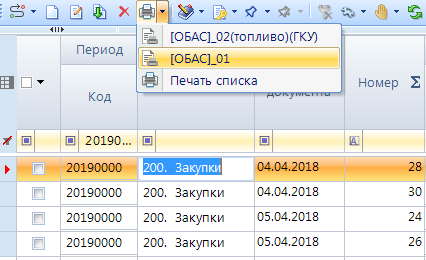 [ОБАС]_02(топливо)(ГКУ)
[ОБАС]_01
Печать списка
Период
Код
документа
Номер
20190...
20190000 200. Закупки 04.04.2018 28
20190000 200. Закупки 04.04.2018 30
20190000 200. Закупки 05.04.2018 24
20190000 200. Закупки 05.04.2018 26